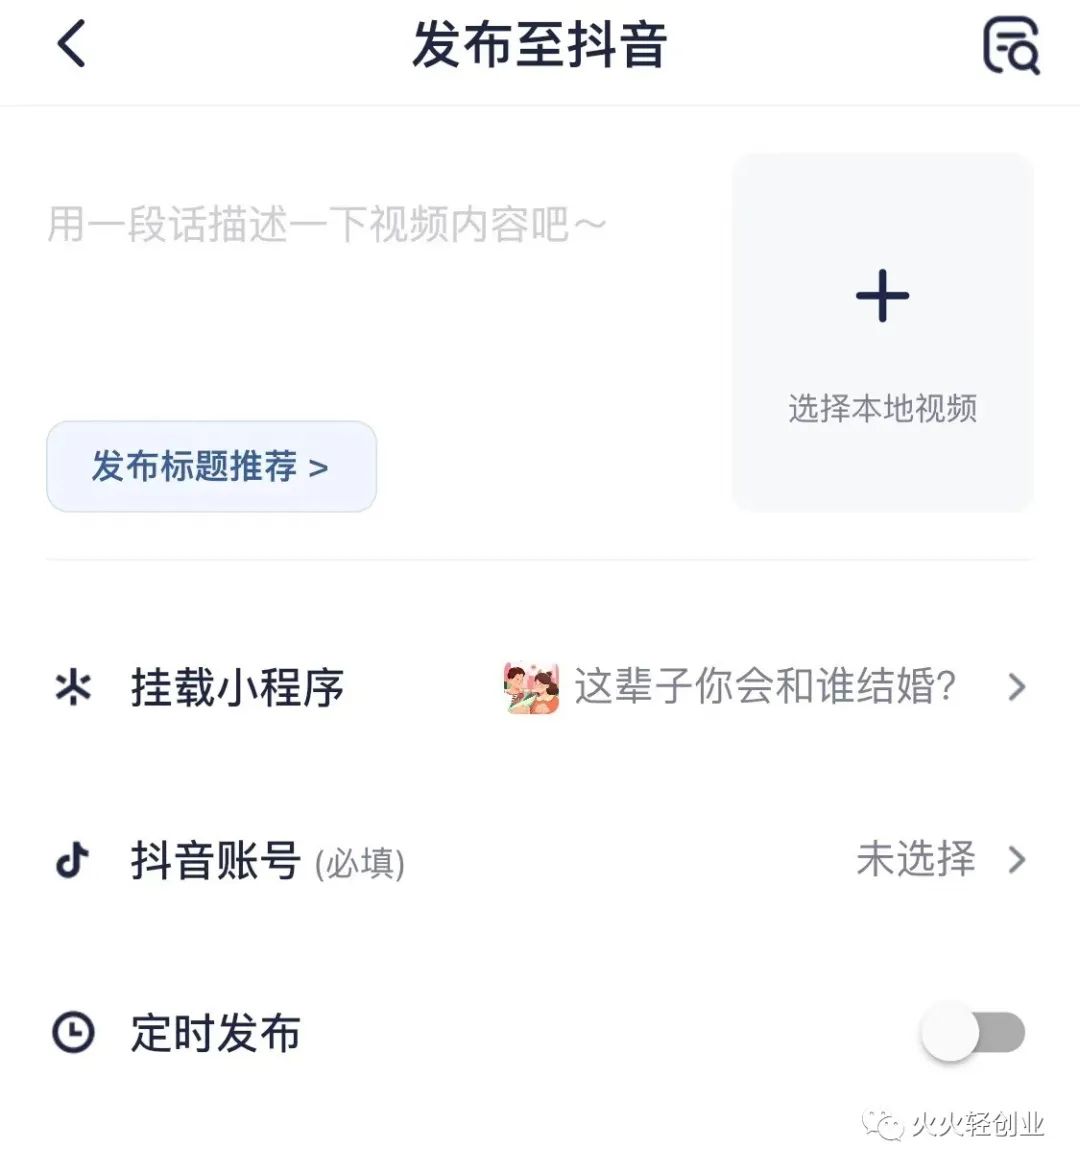 发布至抖音
用一段话描述一下视频内容吧～
选择本地视频
发布标题推荐 >
挂载小程序 这辈子你会和谁结婚?
抖音账号 (必填) 未选择
定时发布
火火轻创业